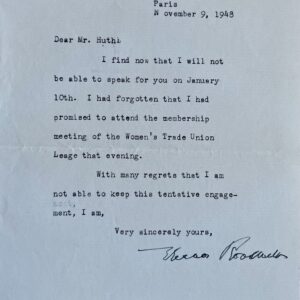 Paris
November 9, 1948
Dear Mr. Huth:
I find now that I will not
be able to speak for you on January
10th. I had forgotten that I had
promised to attend the membership
meeting of the Women's Trade Union
Leage that evening.
With many regrets that I am
not able to keep this tentative engage-
ment, I am,
Very sincerely yours,